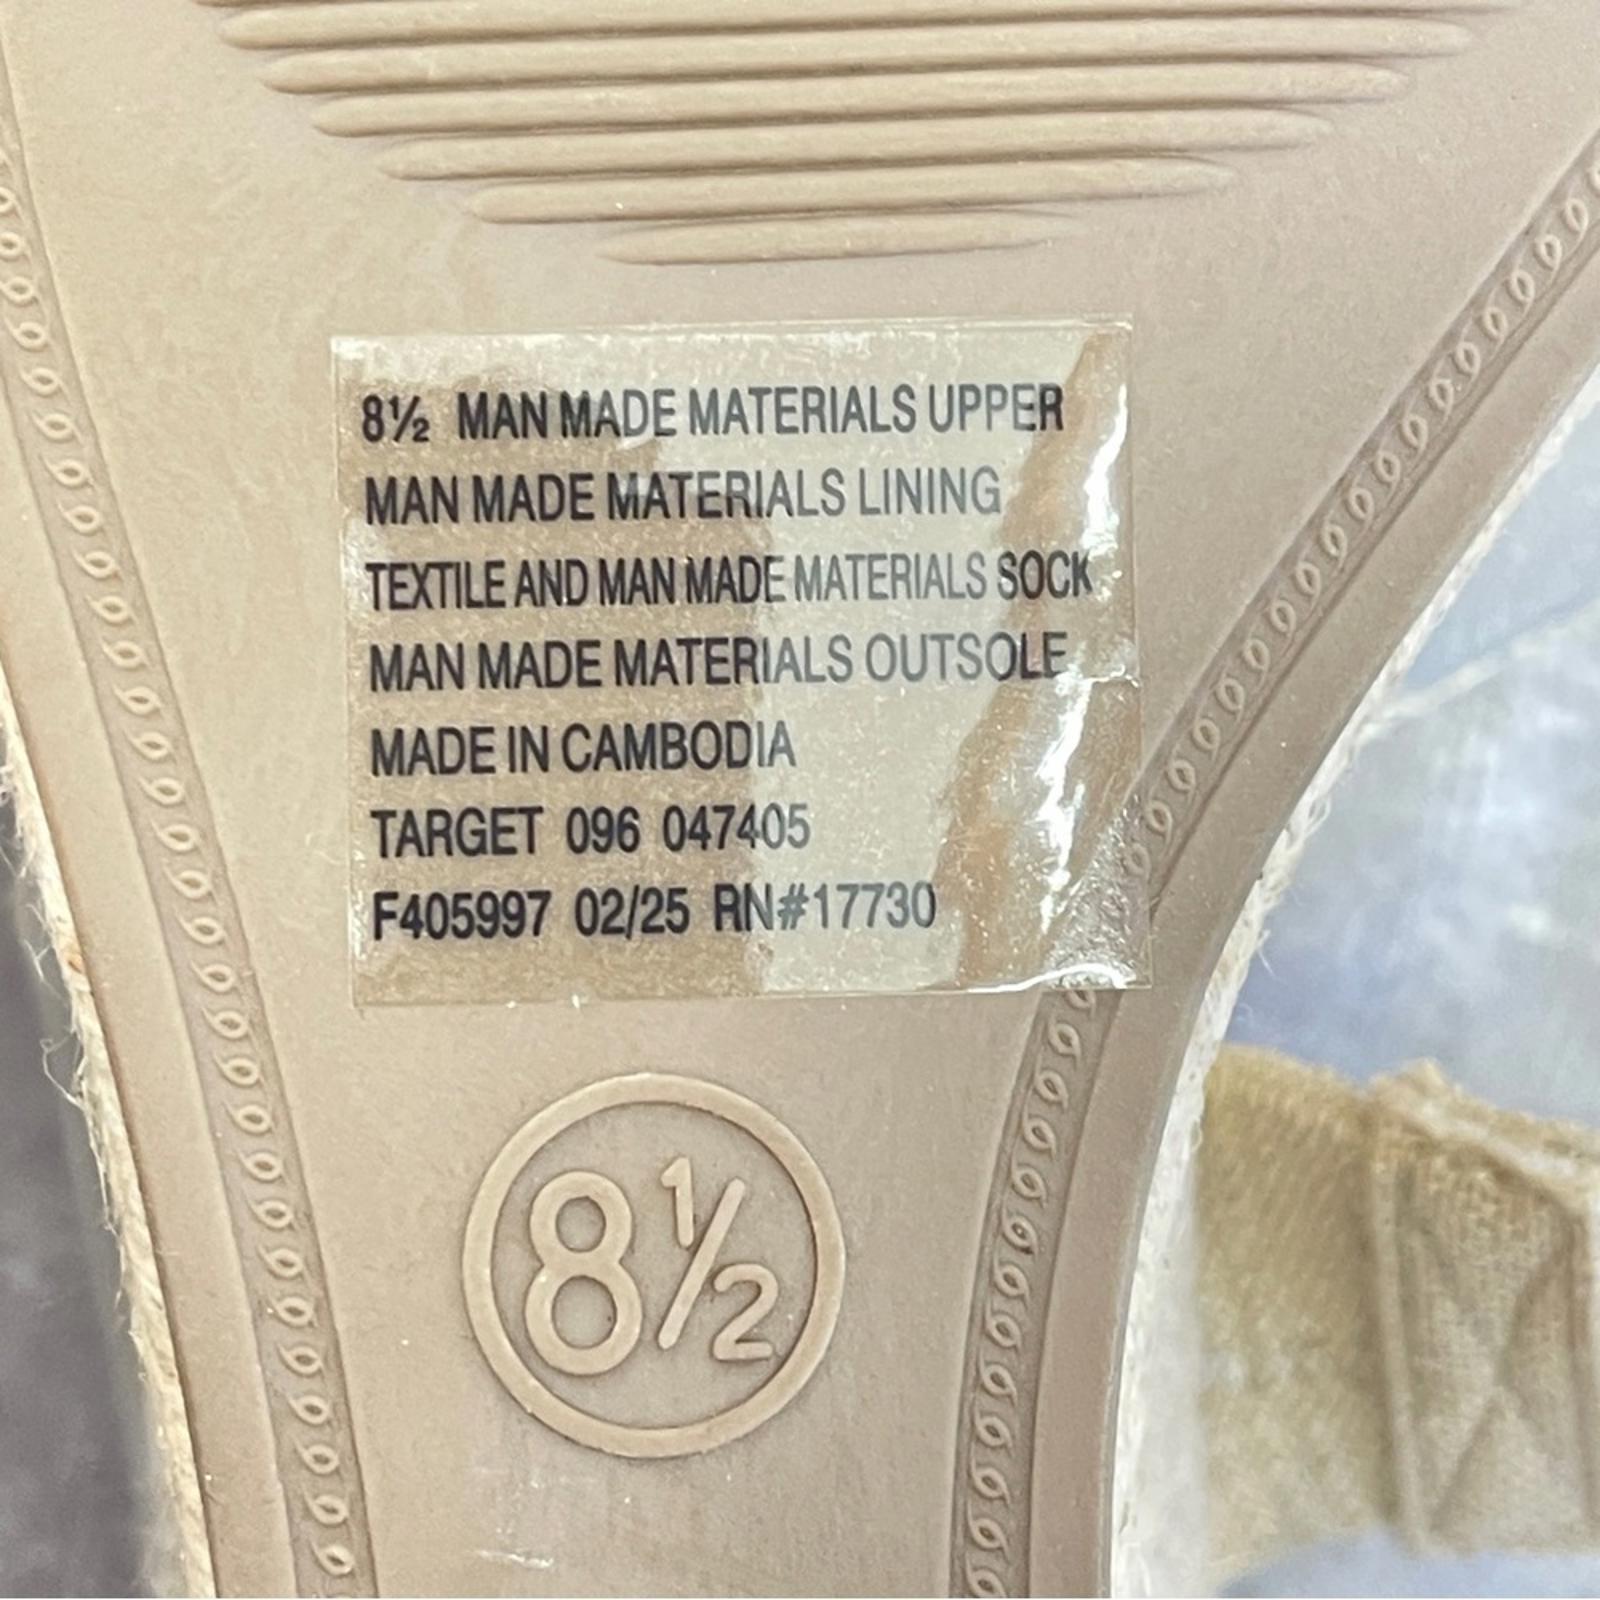 8½ MAN MADE MATERIALS UPPER
MAN MADE MATERIALS LINING
TEXTILE AND MAN MADE MATERIALS SOCK
MAN MADE MATERIALS OUTSOLE
MADE IN CAMBODIA
TARGET 096 047405
F405997 02/25 RN#17730
8½